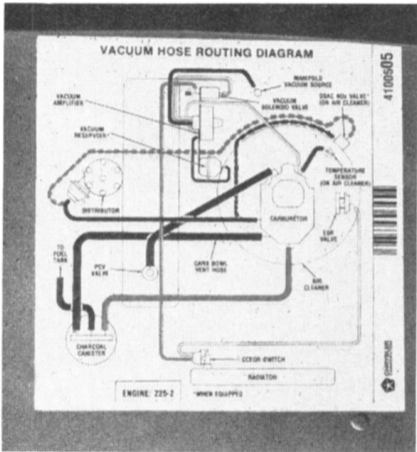 VACUUM HOSE ROUTING DIAGRAM
4100505
MANIFOLD
VACUUM SOURCE
VACUUM
AMPLIFIER
VACUUM
SOLENOID VALVE
OSAC NOx VALVE*
(ON AIR CLEANER)
VACUUM
RESERVOIR*
TEMPERATURE
SENSOR
(ON AIR CLEANER)
DISTRIBUTOR
CARBURETOR
EGR
VALVE
TO
FUEL
TANK
PCV
VALVE
CARB BOWL
VENT HOSE
AIR
CLEANER
CHARCOAL
CANISTER
CCEGR SWITCH
RADIATOR
ENGINE: 225-2
*WHEN EQUIPPED
CHRYSLER